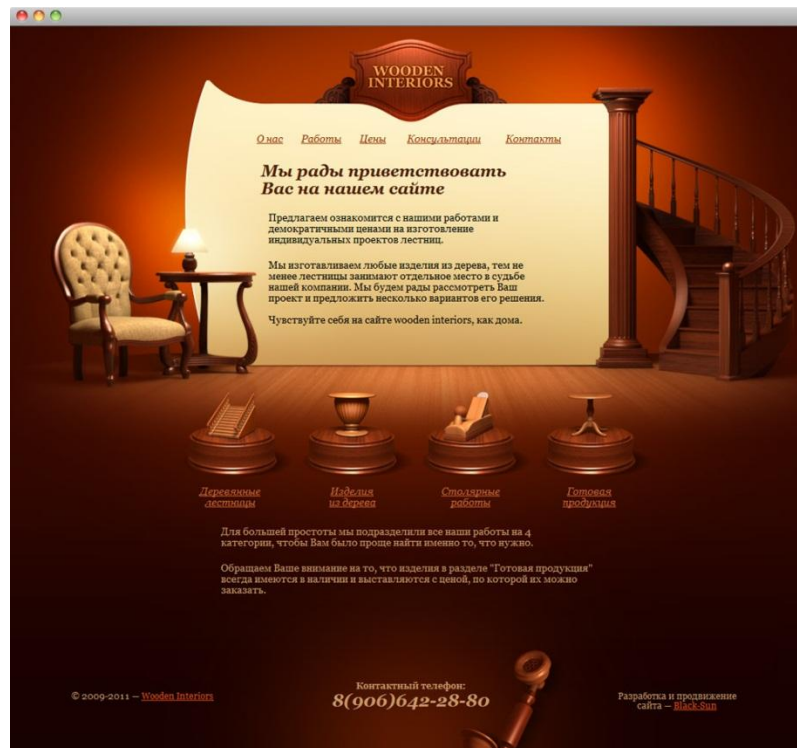 WOODEN
INTERIORS
О нас Работы Цены Консультации Контакты
Мы рады приветствовать
Вас на нашем сайте
Предлагаем ознакомится с нашими работами и
демократичными ценами на изготовление
индивидуальных проектов лестниц.
Мы изготавливаем любые изделия из дерева, тем не
менее лестницы занимают отдельное место в судьбе
нашей компании. Мы будем рады рассмотреть Ваш
проект и предложить несколько вариантов его решения.
Чувствуйте себя на сайте wooden interiors, как дома.
Деревянные
лестницы
Изделия
из дерева
Столярные
работы
Готовая
продукция
Для большей простоты мы подразделили все наши работы на 4
категории, чтобы Вам было проще найти именно то, что нужно.
Обращаем Ваше внимание на то, что изделия в разделе "Готовая продукция"
всегда имеются в наличии и выставляются с ценой, по которой их можно
заказать.
© 2009-2011 — Wooden Interiors
Контактный телефон:
8(906)642-28-80
Разработка и продвижение
сайта — Black-Sun